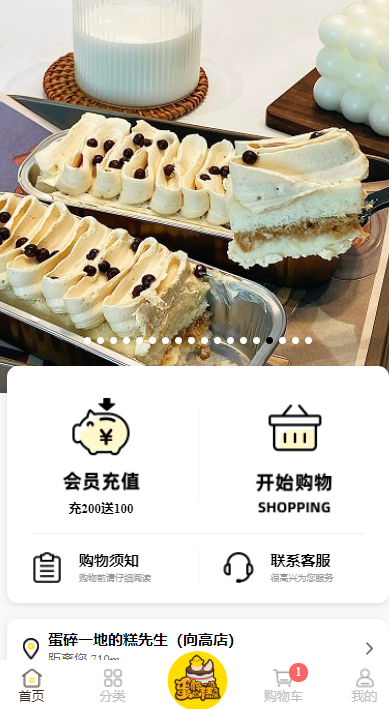 会员充值
充200送100
开始购物
SHOPPING
购物须知
购物前请仔细阅读
联系客服
很高兴为您服务
蛋碎一地的糕先生（向高店）
距离您 710m
首页
分类
购物车
1
我的